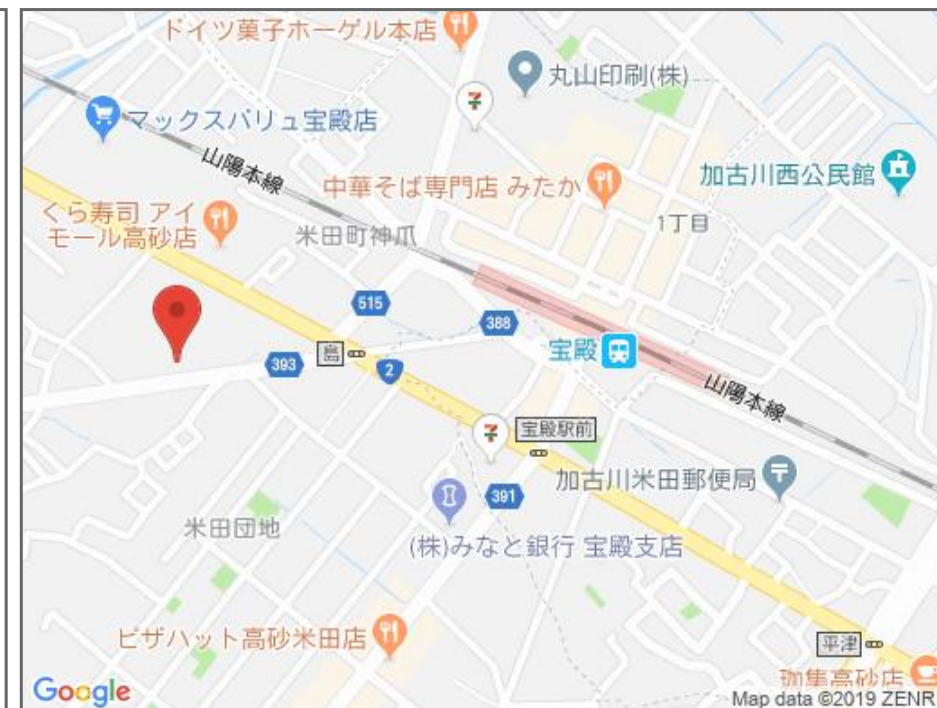 ドイツ菓子ホーゲル本店
丸山印刷(株)
マックスバリュ宝殿店
山陽本線
中華そば専門店 みたか
加古川西公民館
くら寿司 アイ
モール高砂店
米田町神爪
1丁目
515
388
宝殿
島
393
2
山陽本線
宝殿駅前
加古川米田郵便局
391
米田団地
(株)みなと銀行 宝殿支店
ピザハット高砂米田店
平津
珈集高砂店
Google
Map data ©2019 ZENR